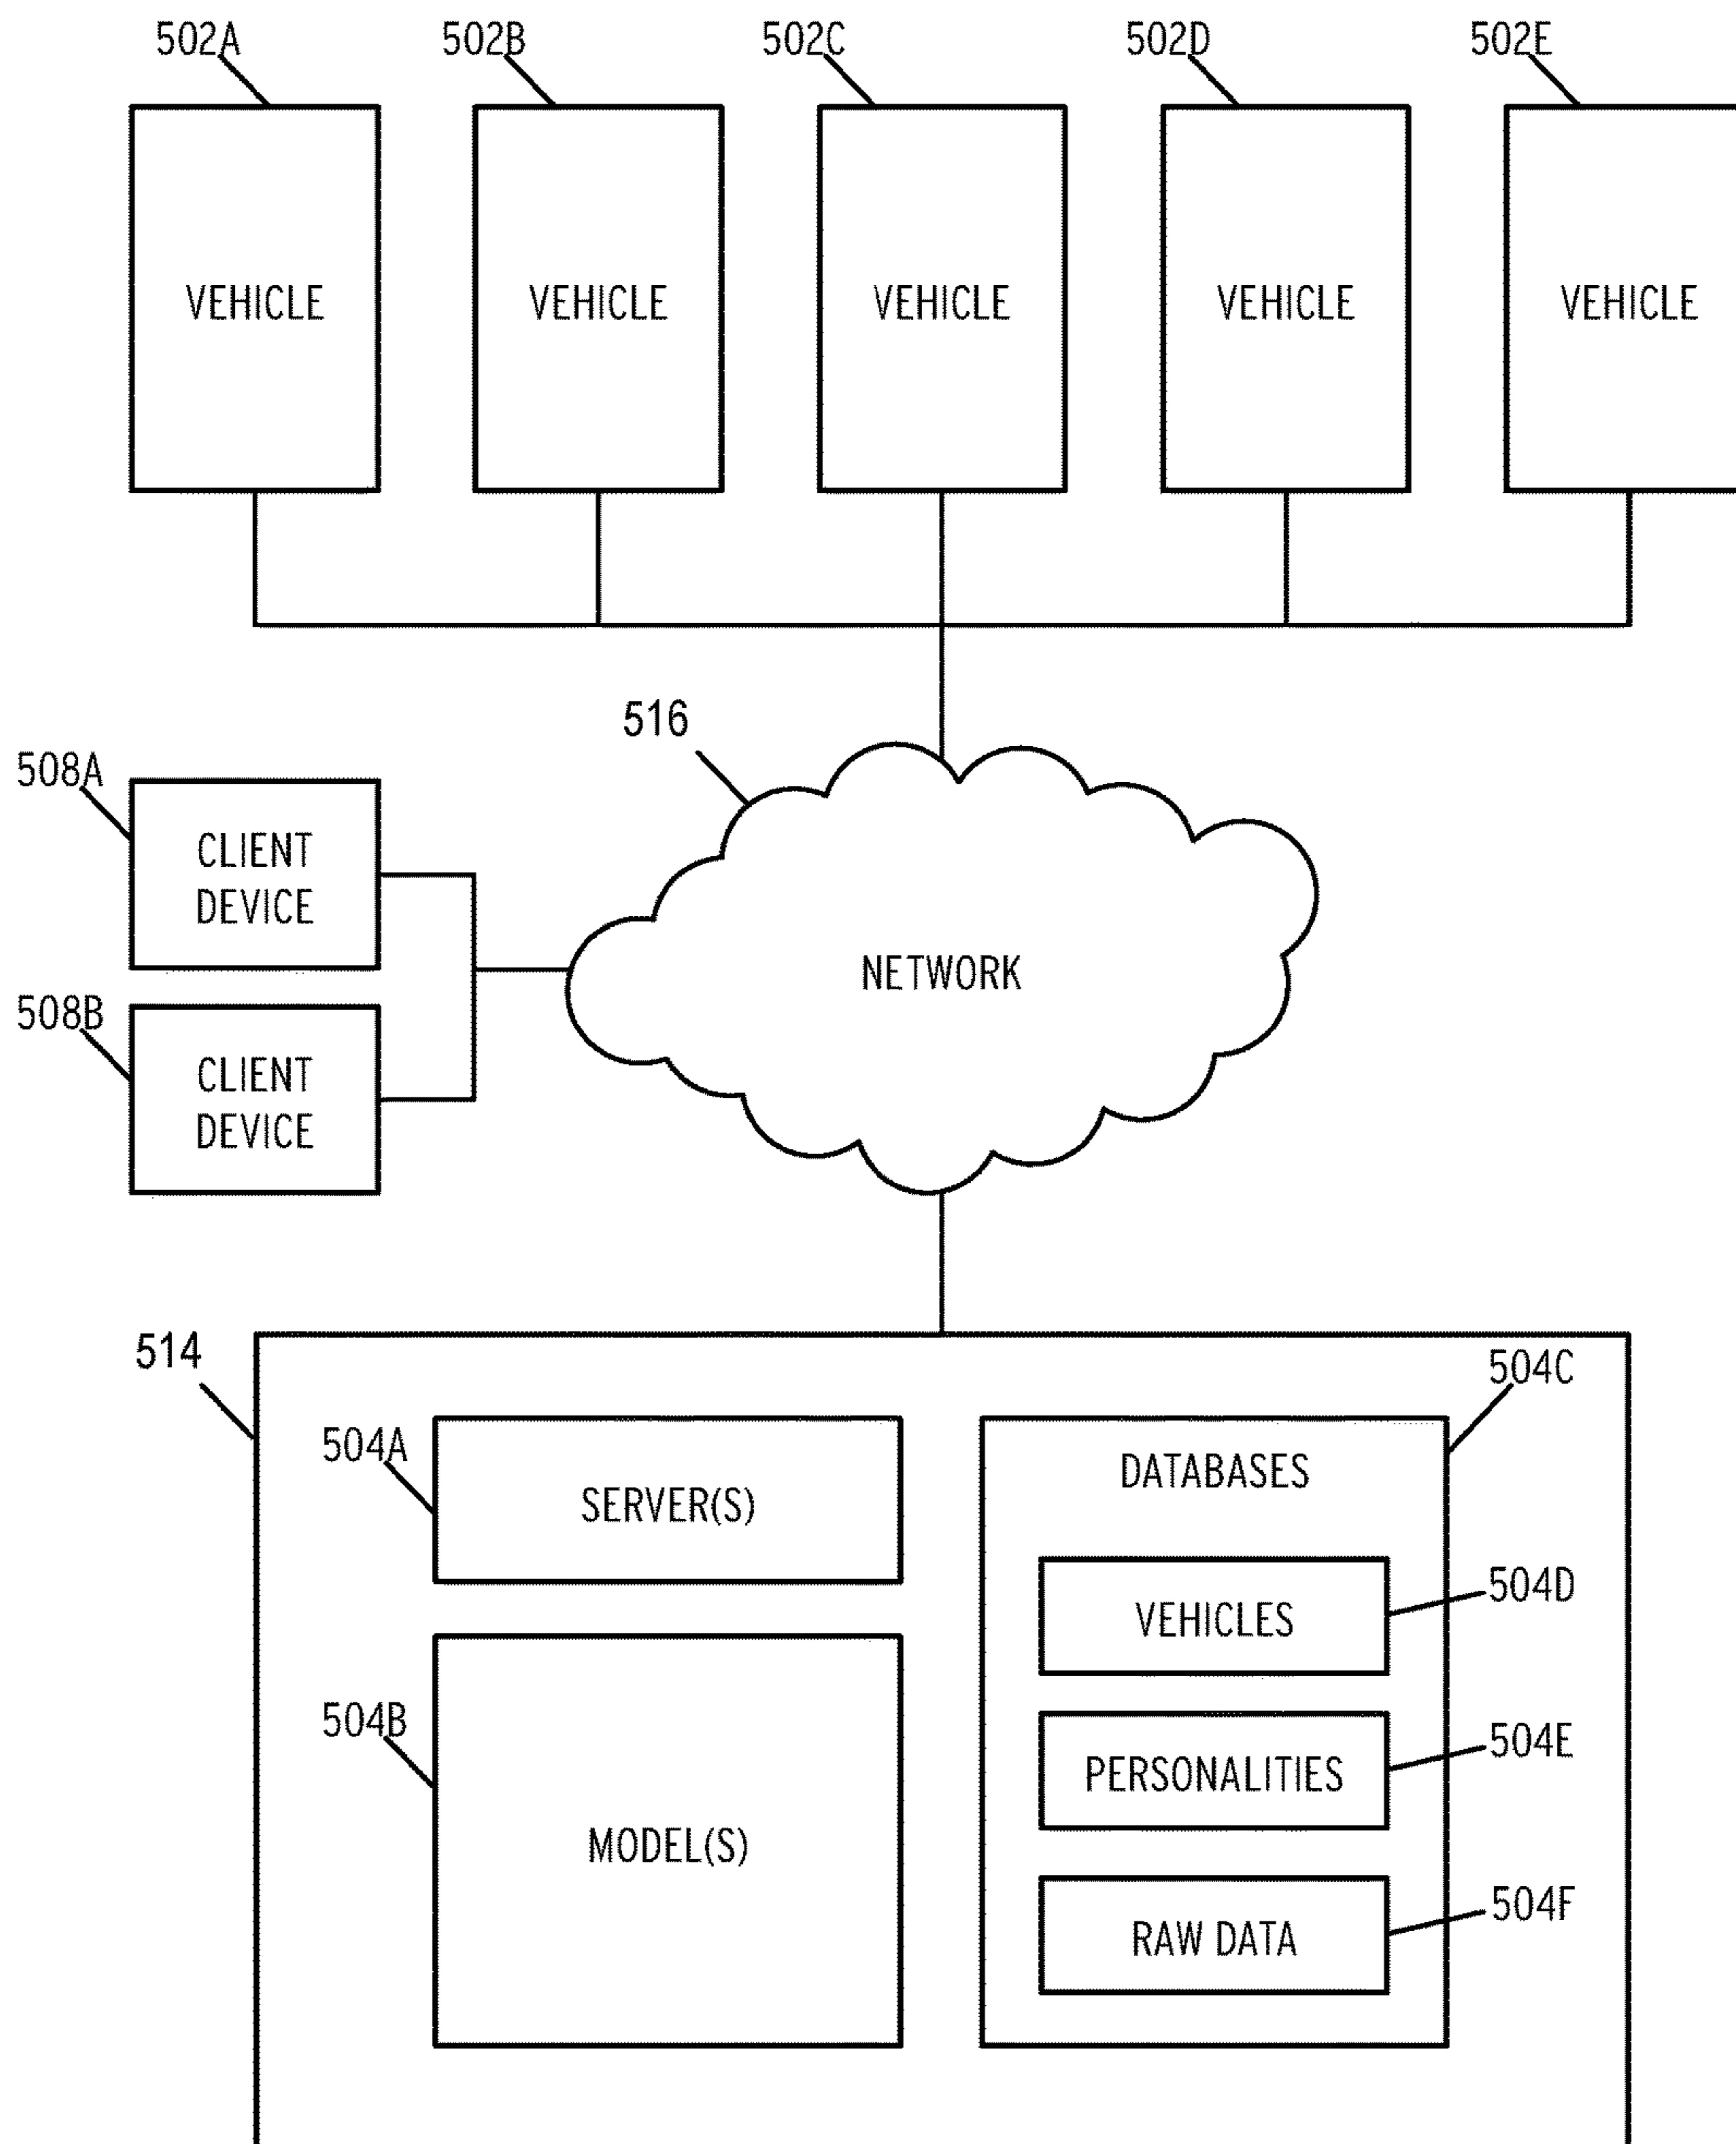 502A
502B
502C
502D
502E
VEHICLE
VEHICLE
VEHICLE
VEHICLE
VEHICLE
516
508A
CLIENT
DEVICE
NETWORK
508B
CLIENT
DEVICE
514
504C
504A
SERVER(S)
DATABASES
504D
VEHICLES
504B
MODEL(S)
504E
PERSONALITIES
504F
RAW DATA